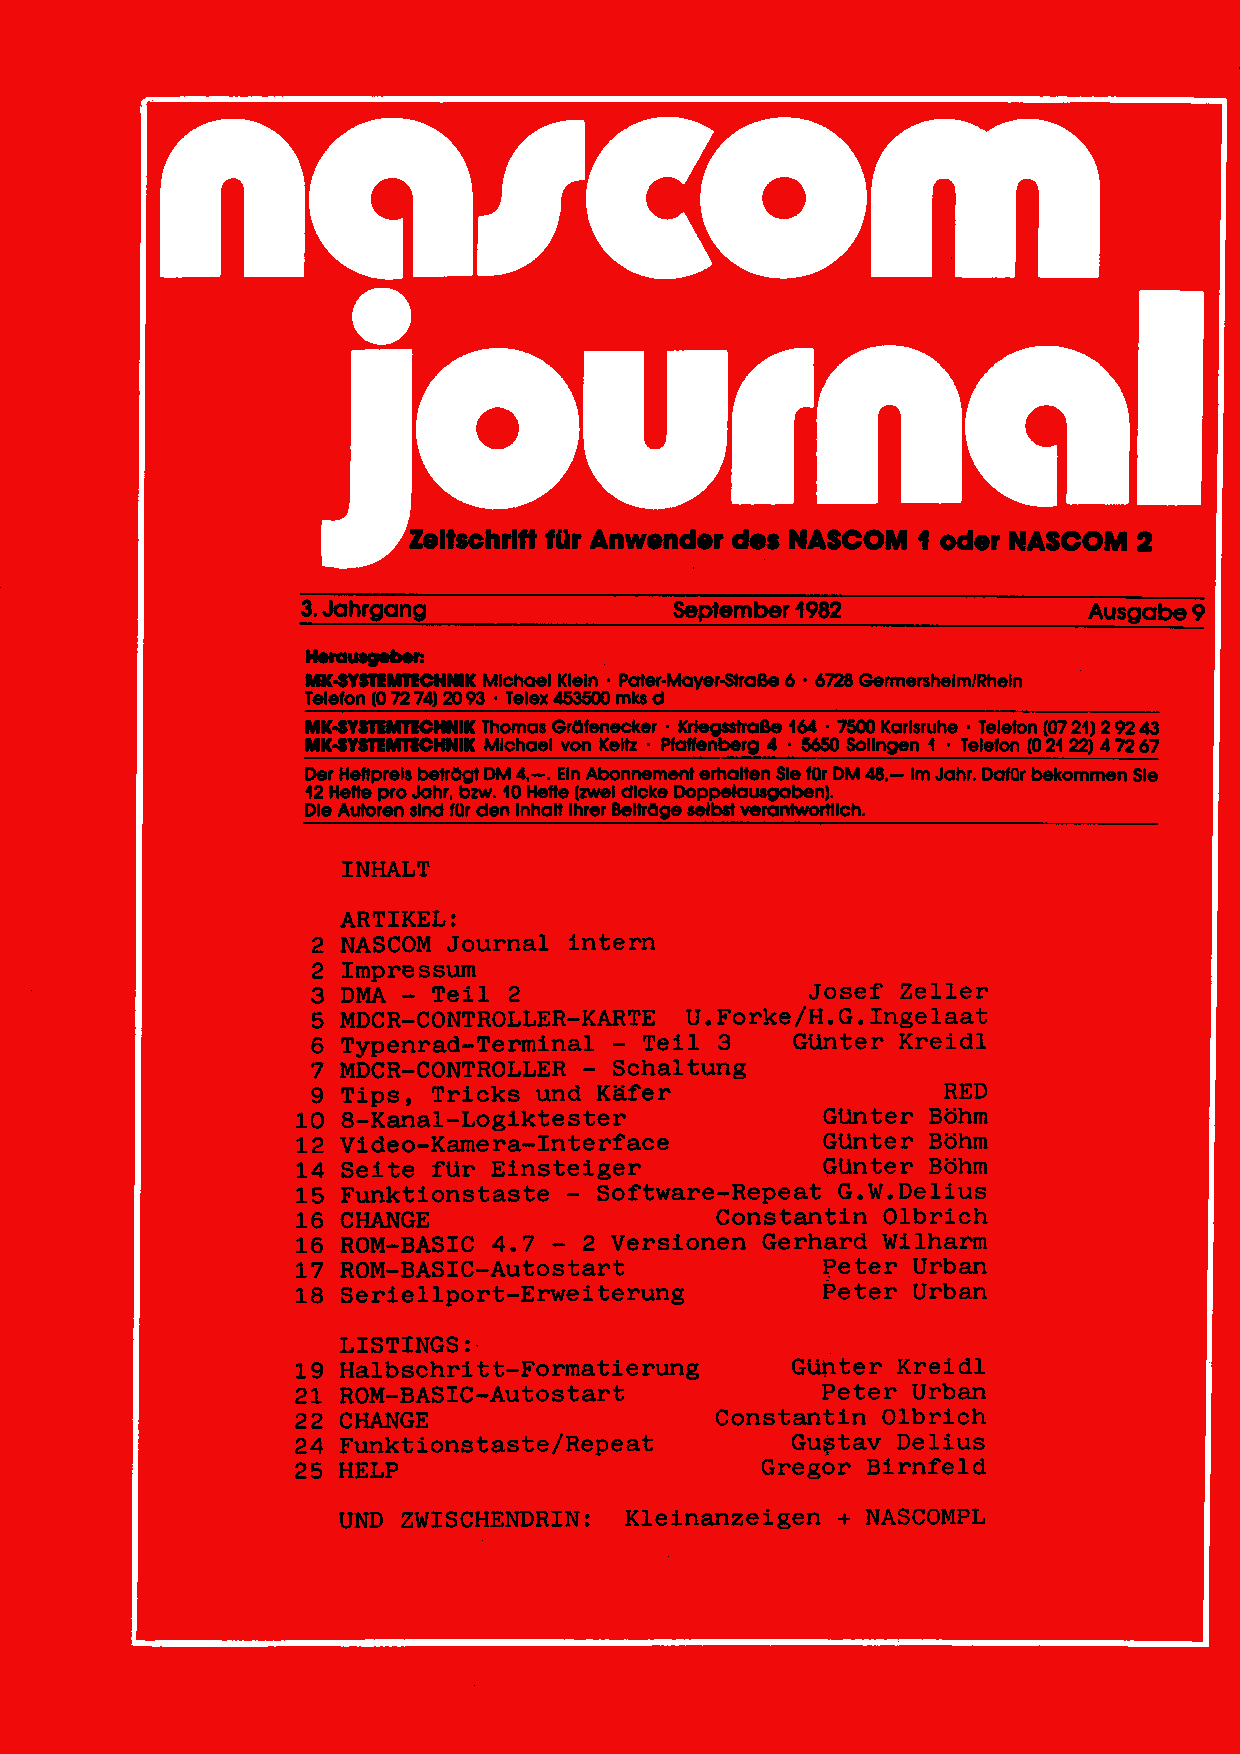 nascom
journal
Zeitschrift für Anwender des NASCOM 1 oder NASCOM 2
3. Jahrgang September 1982 Ausgabe 9
Herausgeber:
MK-SYSTEMTECHNIK Michael Klein · Pater-Mayer-Straße 6 · 6728 Germersheim/Rhein
Telefon (0 72 74) 20 93 · Telex 453500 mks d
MK-SYSTEMTECHNIK Thomas Gräfenecker · Kriegsstraße 164 · 7500 Karlsruhe · Telefon (07 21) 2 92 43
MK-SYSTEMTECHNIK Michael von Keitz · Pfaffenberg 4 · 5650 Solingen 1 · Telefon (0 21 22) 4 72 67
Der Heftpreis beträgt DM 4,—. Ein Abonnement erhalten Sie für DM 48,— im Jahr. Dafür bekommen Sie
12 Hefte pro Jahr, bzw. 10 Hefte (zwei dicke Doppelausgaben).
Die Autoren sind für den Inhalt ihrer Beiträge selbst verantwortlich.
INHALT
ARTIKEL:
2 NASCOM Journal intern
2 Impressum
3 DMA - Teil 2 Josef Zeller
5 MDCR-CONTROLLER-KARTE U.Forke/H.G.Ingelaat
6 Typenrad-Terminal - Teil 3 Günter Kreidl
7 MDCR-CONTROLLER - Schaltung
9 Tips, Tricks und Käfer RED
10 8-Kanal-Logiktester Günter Böhm
12 Video-Kamera-Interface Günter Böhm
14 Seite für Einsteiger Günter Böhm
15 Funktionstaste - Software-Repeat G.W.Delius
16 CHANGE Constantin Olbrich
16 ROM-BASIC 4.7 - 2 Versionen Gerhard Wilharm
17 ROM-BASIC-Autostart Peter Urban
18 Seriellport-Erweiterung Peter Urban
LISTINGS:
19 Halbschritt-Formatierung Günter Kreidl
21 ROM-BASIC-Autostart Peter Urban
22 CHANGE Constantin Olbrich
24 Funktionstaste/Repeat Gustav Delius
25 HELP Gregor Birnfeld
UND ZWISCHENDRIN: Kleinanzeigen + NASCOMPL